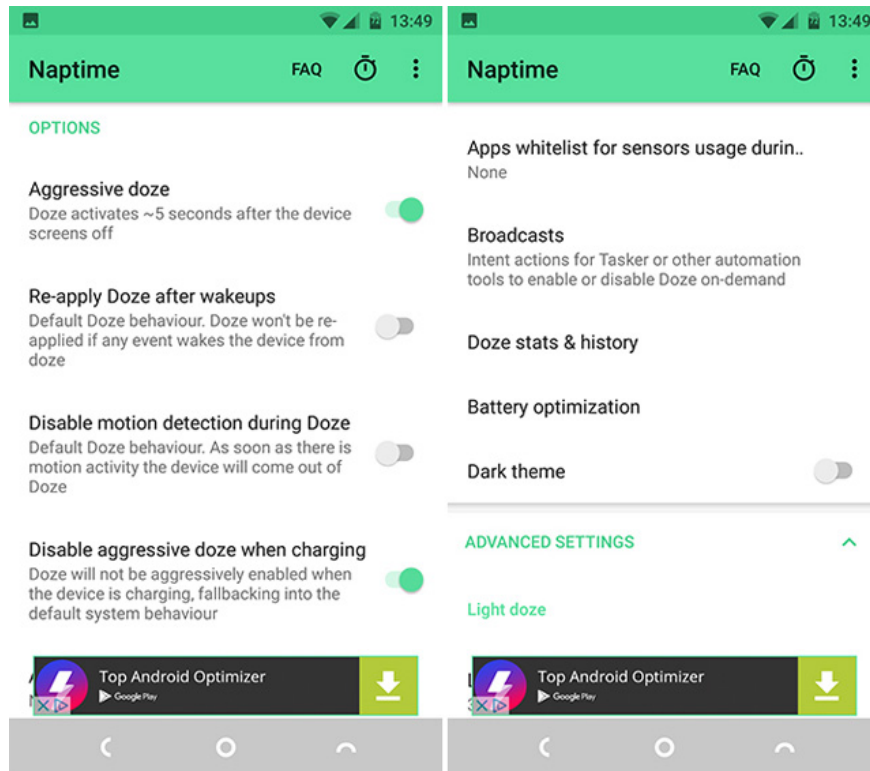 13:49
Naptime FAQ
OPTIONS
Aggressive doze
Doze activates ~5 seconds after the device
screens off
Re-apply Doze after wakeups
Default Doze behaviour. Doze won't be re-
applied if any event wakes the device from
doze
Disable motion detection during Doze
Default Doze behaviour. As soon as there is
motion activity the device will come out of
Doze
Disable aggressive doze when charging
Doze will not be aggressively enabled when
the device is charging, fallbacking into the
default system behaviour
Top Android Optimizer
Google Play
13:49
Naptime FAQ
Apps whitelist for sensors usage durin..
None
Broadcasts
Intent actions for Tasker or other automation
tools to enable or disable Doze on-demand
Doze stats & history
Battery optimization
Dark theme
ADVANCED SETTINGS
Light doze
Top Android Optimizer
Google Play